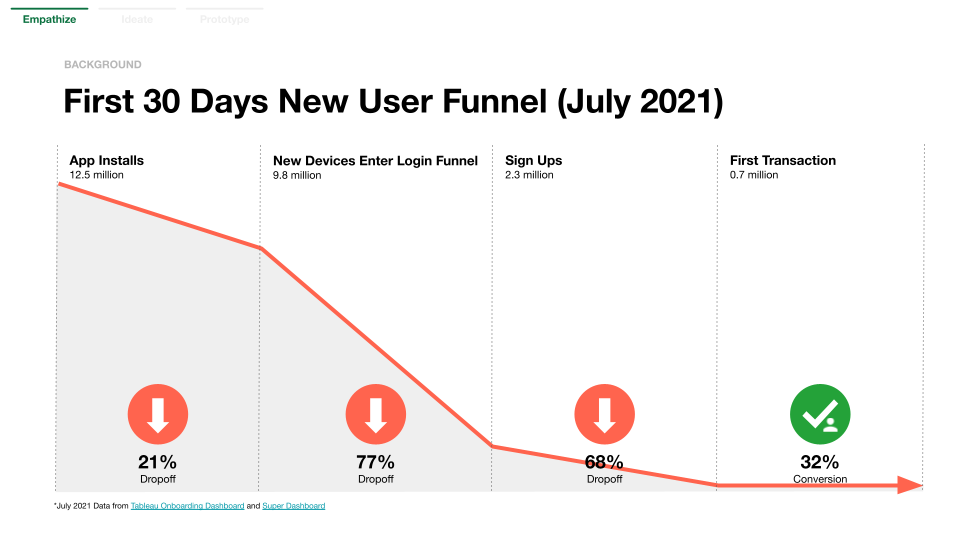 Empathize
Ideate
Prototype
BACKGROUND
First 30 Days New User Funnel (July 2021)
App Installs
12.5 million
New Devices Enter Login Funnel
9.8 million
Sign Ups
2.3 million
First Transaction
0.7 million
21%
Dropoff
77%
Dropoff
68%
Dropoff
32%
Conversion
*July 2021 Data from Tableau Onboarding Dashboard and Super Dashboard